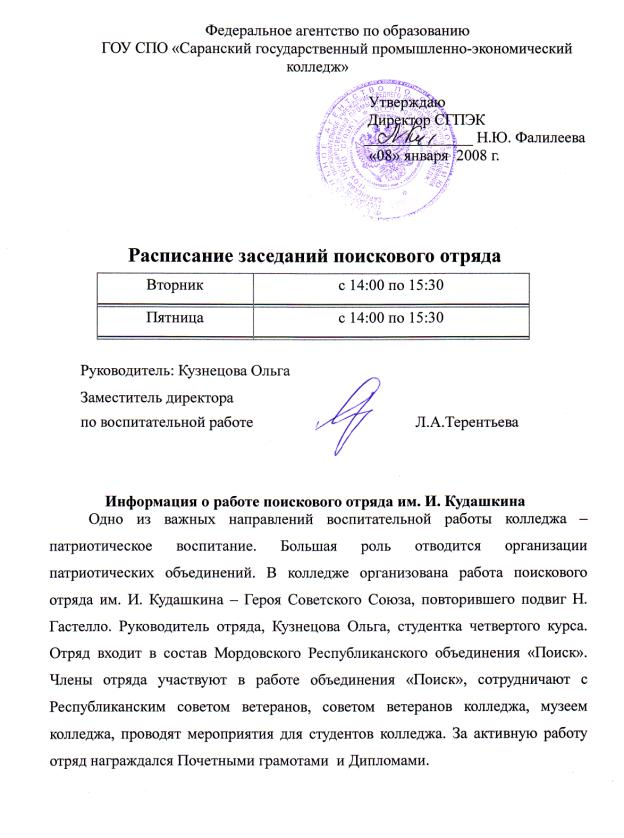 Федеральное агентство по образованию
ГОУ СПО «Саранский государственный промышленно-экономический
колледж»
Утверждаю
Директор СГПЭК
______________ Н.Ю. Фалилеева
«08» января 2008 г.
Расписание заседаний поискового отряда
Вторник с 14:00 по 15:30
Пятница с 14:00 по 15:30
Руководитель: Кузнецова Ольга
Заместитель директора
по воспитательной работе Л.А.Терентьева
Информация о работе поискового отряда им. И. Кудашкина
Одно из важных направлений воспитательной работы колледжа –
патриотическое воспитание. Большая роль отводится организации
патриотических объединений. В колледже организована работа поискового
отряда им. И. Кудашкина – Героя Советского Союза, повторившего подвиг Н.
Гастелло. Руководитель отряда, Кузнецова Ольга, студентка четвертого курса.
Отряд входит в состав Мордовского Республиканского объединения «Поиск».
Члены отряда участвуют в работе объединения «Поиск», сотрудничают с
Республиканским советом ветеранов, советом ветеранов колледжа, музеем
колледжа, проводят мероприятия для студентов колледжа. За активную работу
отряд награждался Почетными грамотами и Дипломами.